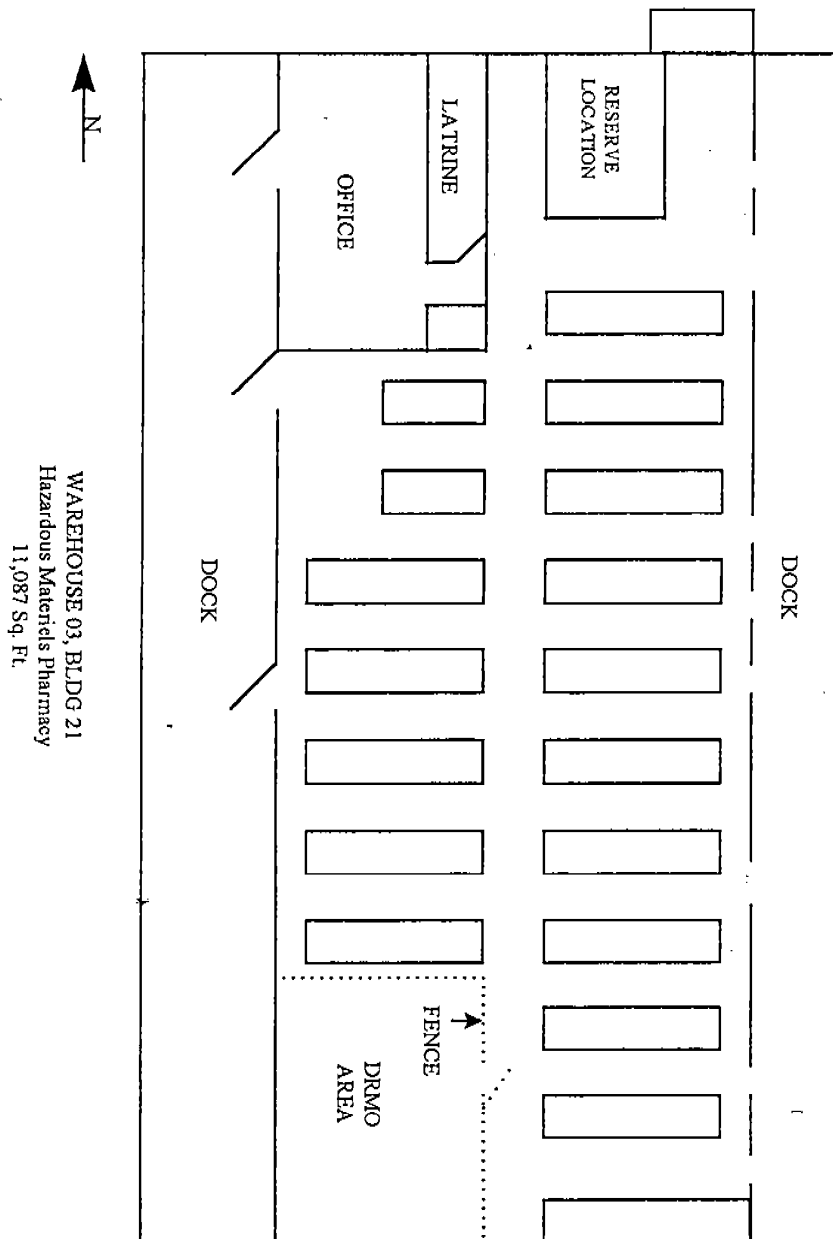 N
RESERVE
LOCATION
LATRINE
OFFICE
DOCK
DOCK
FENCE
DRMO
AREA
WAREHOUSE 03, BLDG 21
Hazardous Materiels Pharmacy
11,087 Sq. Ft.